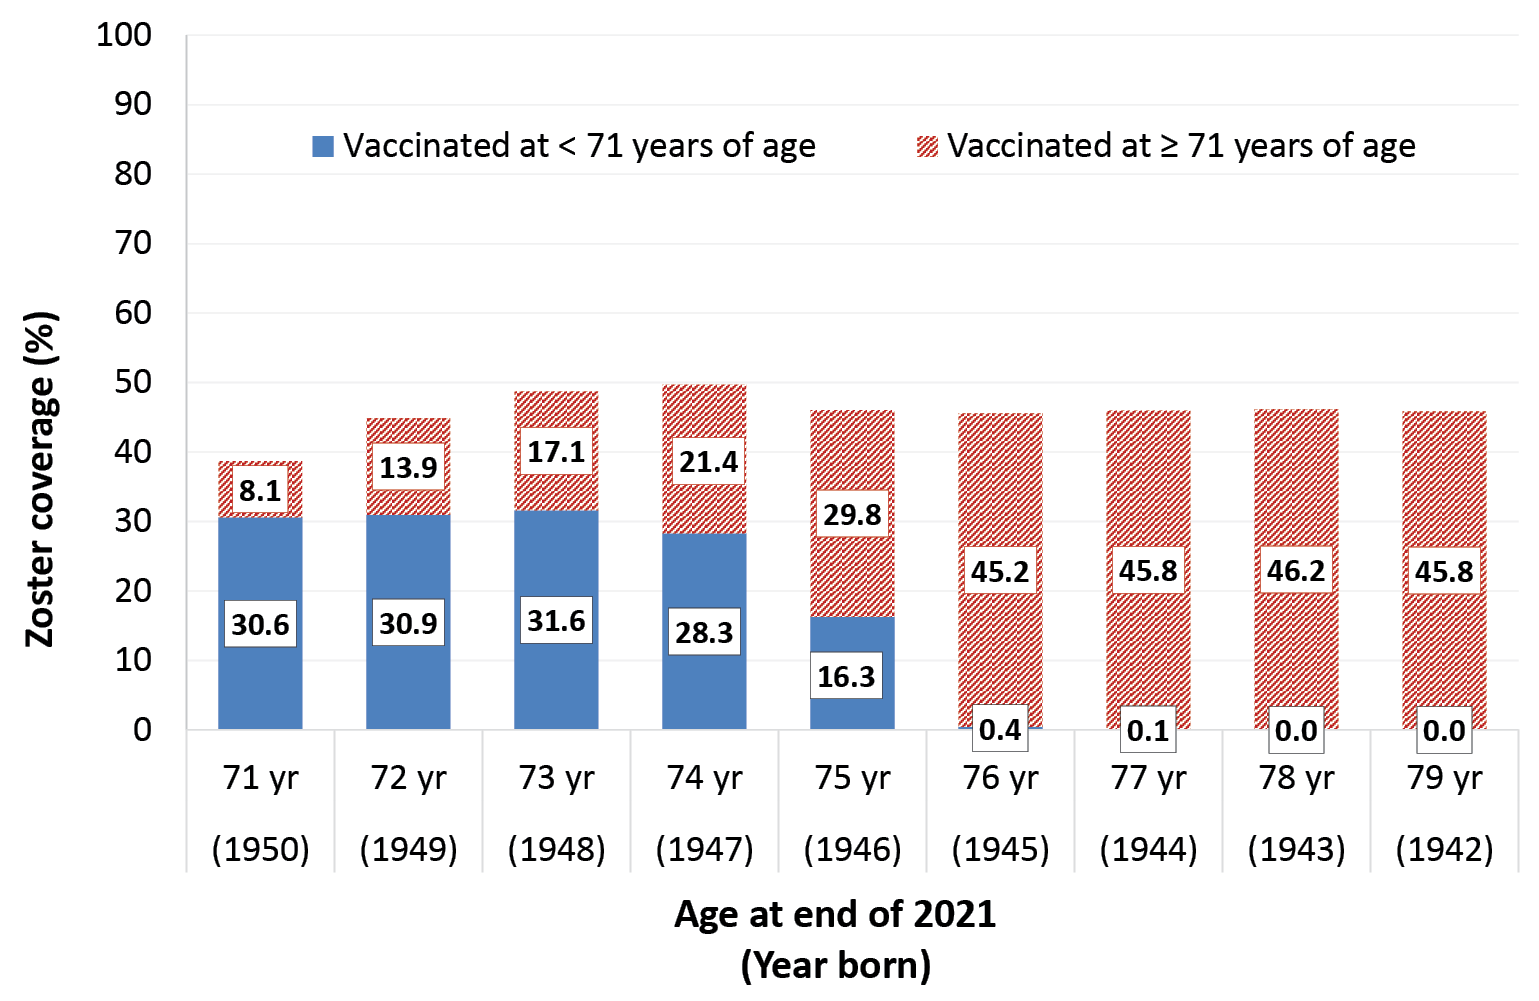 100
90
80
70
60
50
40
30
20
10
0
Zoster coverage (%)
Vaccinated at < 71 years of age
Vaccinated at ≥ 71 years of age
8.1
13.9
17.1
21.4
29.8
45.2
45.8
46.2
45.8
30.6
30.9
31.6
28.3
16.3
0.4
0.1
0.0
0.0
71 yr
72 yr
73 yr
74 yr
75 yr
76 yr
77 yr
78 yr
79 yr
(1950)
(1949)
(1948)
(1947)
(1946)
(1945)
(1944)
(1943)
(1942)
Age at end of 2021
(Year born)